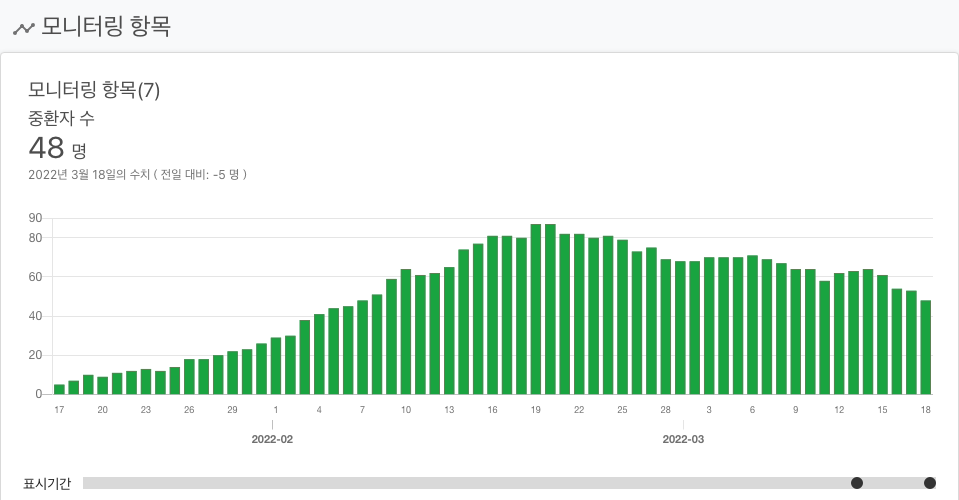 모니터링 항목
모니터링 항목(7)
중환자 수
48 명
2022년 3월 18일의 수치 ( 전일 대비: -5 명 )
90
80
60
40
20
0
17 20 23 26 29 1 4 7 10 13 16 19 22 25 28 3 6 9 12 15 18
2022-02 2022-03
표시기간